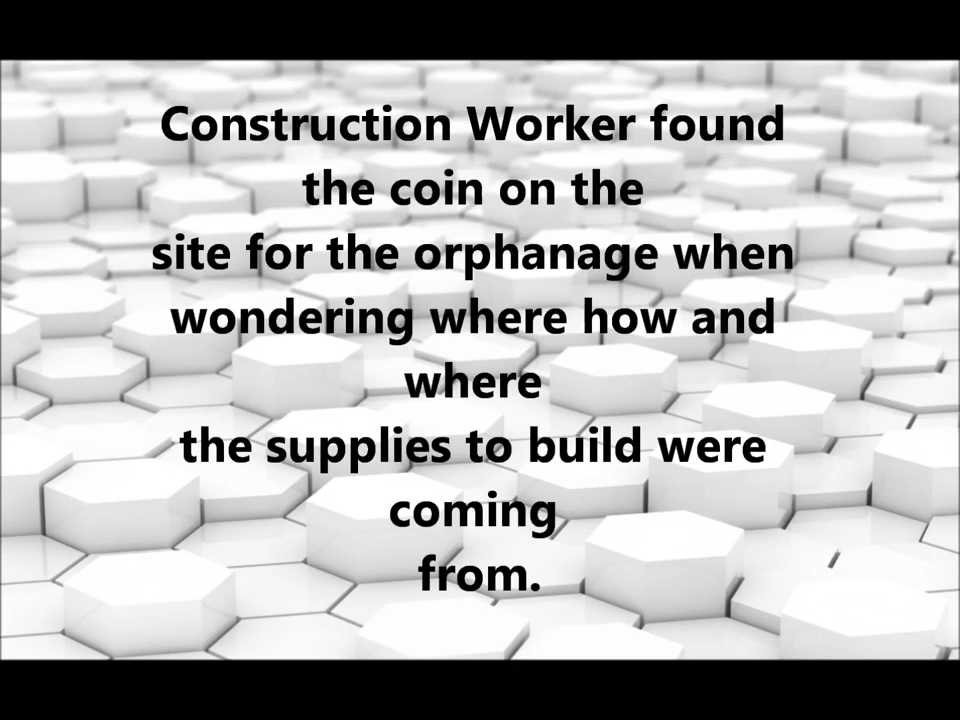 Construction Worker found
the coin on the
site for the orphanage when
wondering where how and
where
the supplies to build were
coming
from.